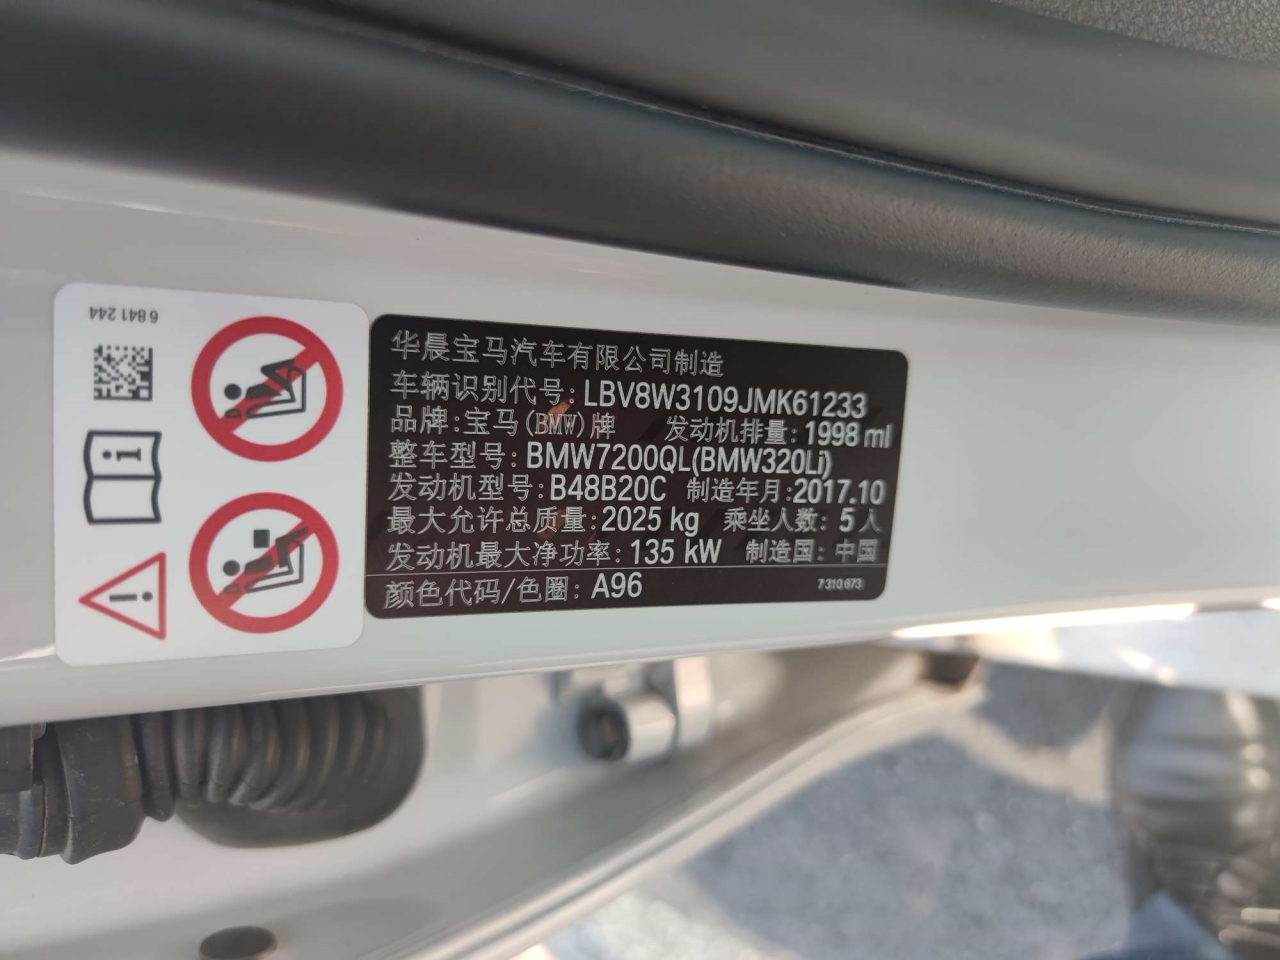 6 841 244
华晨宝马汽车有限公司制造
车辆识别代号: LBV8W3109JMK61233
品牌:宝马(BMW)牌 发动机排量: 1998 ml
整车型号: BMW7200QL(BMW320Li)
发动机型号: B48B20C 制造年月:2017.10
最大允许总质量: 2025 kg 乘坐人数: 5 人
发动机最大净功率: 135 kW 制造国: 中国
颜色代码/色圈: A96 7 310 673